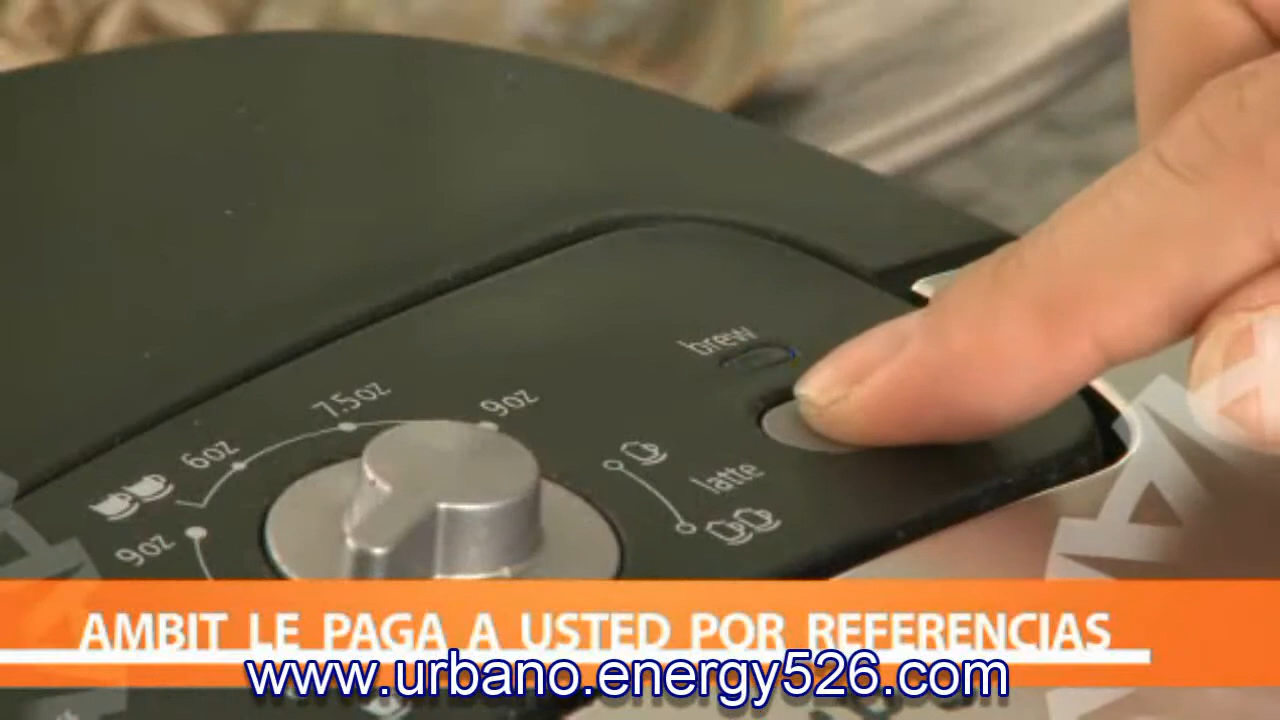 brew
7.5oz
9oz
6oz
latte
9oz
AMBIT LE PAGA A USTED POR REFERENCIAS
www.urbano.energy526.com